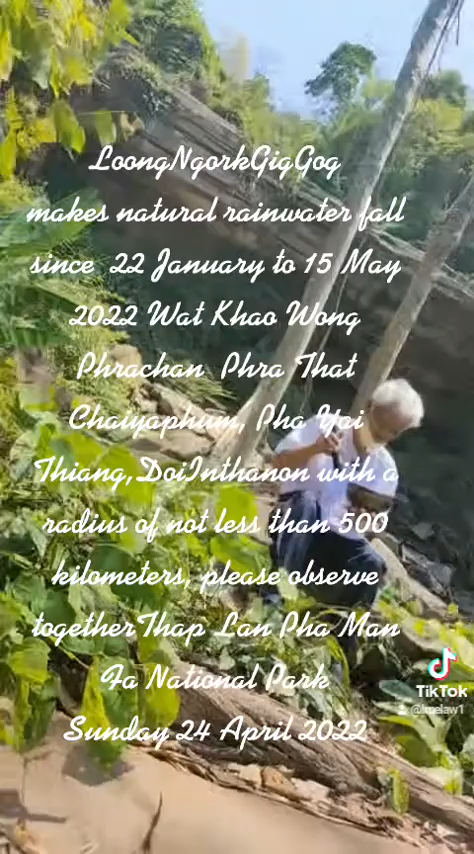 LoongNgorkGigGog
makes natural rainwater fall
since 22 January to 15 May
2022 Wat Khao Wong
Phrachan Phra That
Chaiyaphum, Pha Yai
Thiang,DoiInthanon with a
radius of not less than 500
kilometers, please observe
togetherThap Lan Pha Man
Fa National Park
Sunday 24 April 2022
TikTok